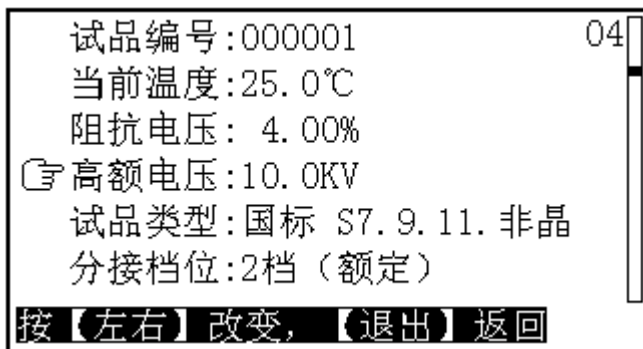 试品编号:000001 04
当前温度:25.0℃
阻抗电压: 4.00%
高额电压:10.0KV
试品类型:国标 S7.9.11.非晶
分接档位:2档（额定）
按【左右】改变，【退出】返回